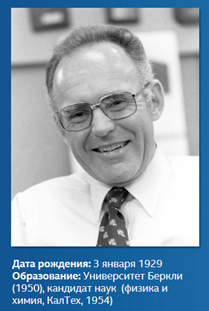 Дата рождения: 3 января 1929
Образование: Университет Беркли
(1950), кандидат наук (физика и
химия, КалТех, 1954)